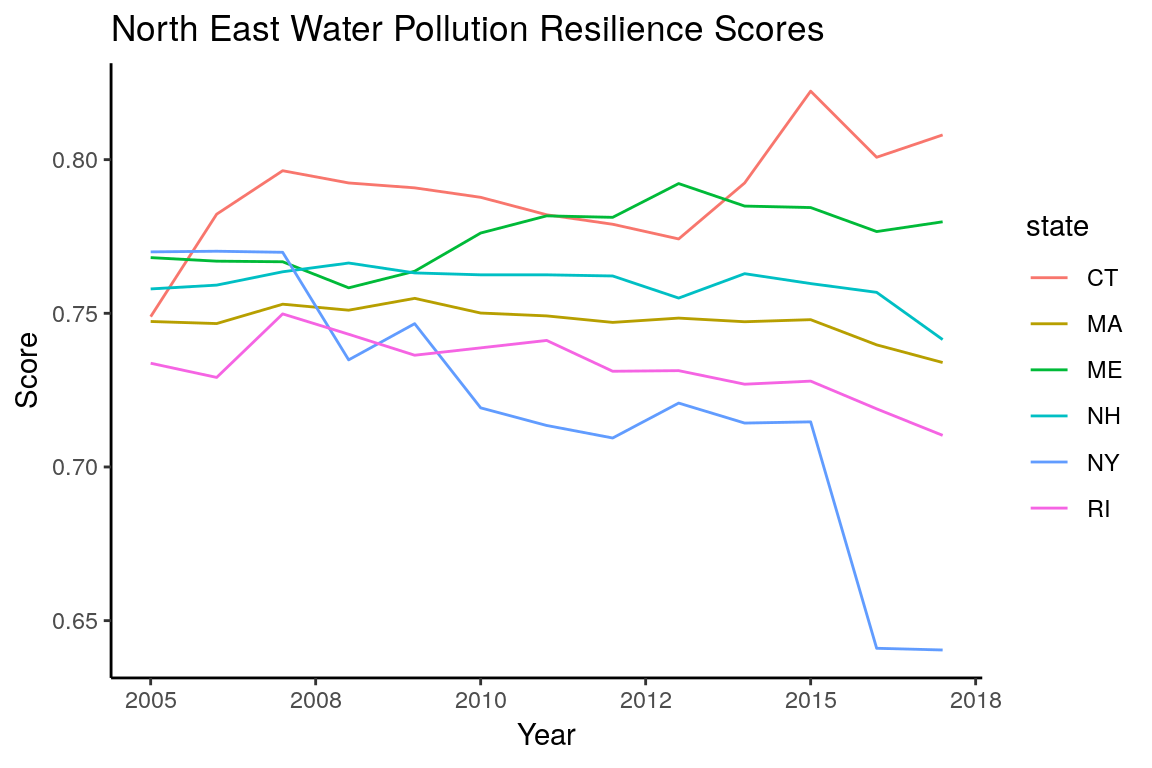 North East Water Pollution Resilience Scores
Score
0.80
0.75
0.70
0.65
2005 2008 2010 2012 2015 2018
Year
state
CT
MA
ME
NH
NY
RI